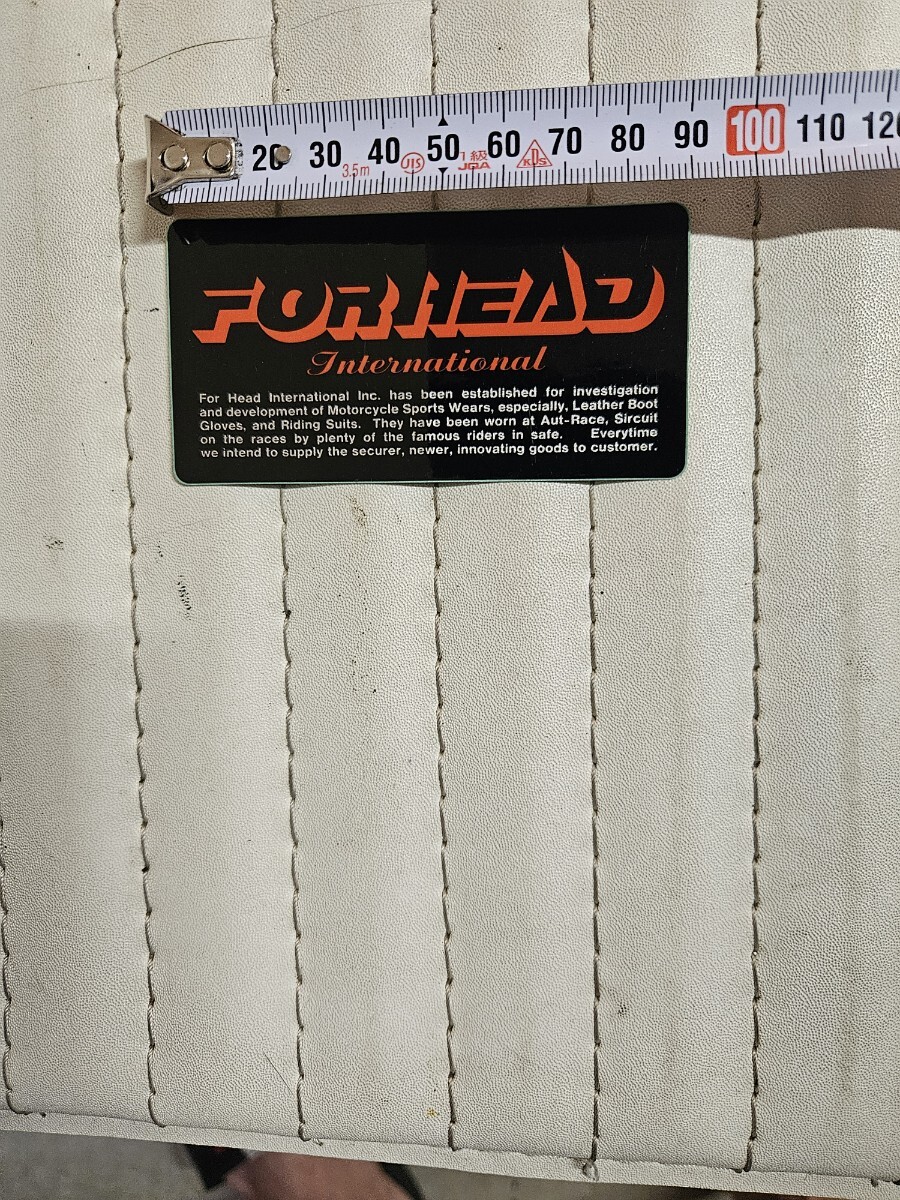 20 30 40 50 60 70 80 90 100 110 120
3.5m JIS 1級 JQA KDS
FORHEAD
International
For Head International Inc. has been established for investigation
and development of Motorcycle Sports Wears, especially, Leather Boot
Gloves, and Riding Suits. They have been worn at Aut-Race, Sircuit
on the races by plenty of the famous riders in safe. Everytime
we intend to supply the securer, newer, innovating goods to customer.